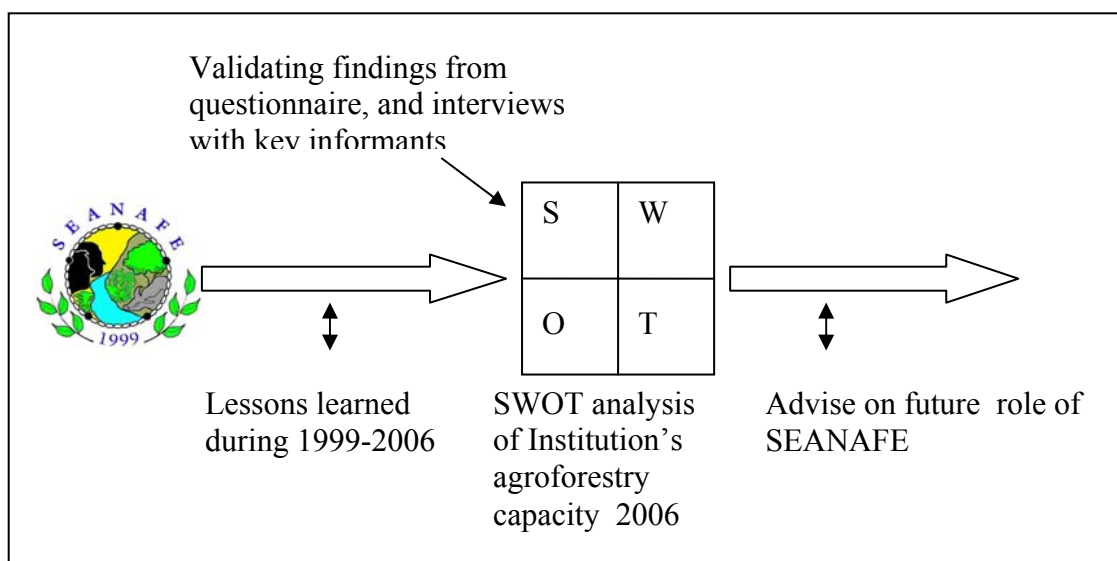 Validating findings from
questionnaire, and interviews
with key informants
SEANAFE
1999
S W
O T
Lessons learned
during 1999-2006
SWOT analysis
of Institution’s
agroforestry
capacity 2006
Advise on future role of
SEANAFE